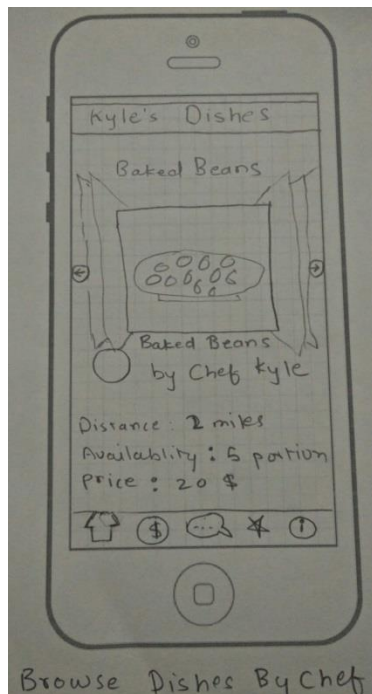 Kyle's Dishes
Baked Beans
Baked Beans
by Chef Kyle
Distance: 2 miles
Availablity: 5 portion
Price: 20 $
$
Browse Dishes By Chef